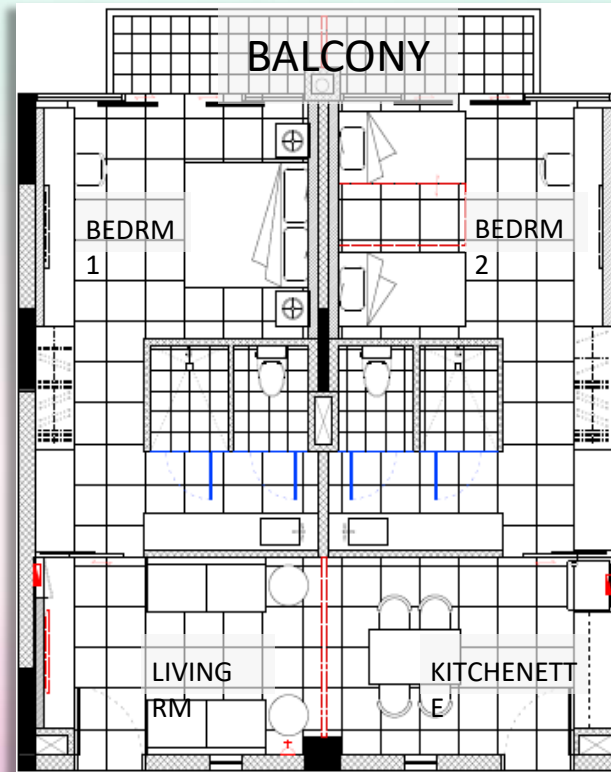 BALCONY
BEDRM
1
BEDRM
2
LIVING
RM
KITCHENETT
E